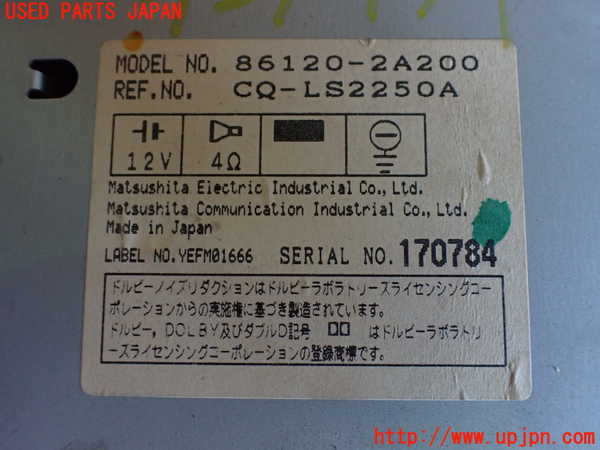 USED PARTS JAPAN
MODEL NO. 86120-2A200
REF.NO. CQ-LS2250A
12V 4Ω
Matsushita Electric Industrial Co., Ltd.
Matsushita Communication Industrial Co., Ltd.
Made in Japan
LABEL NO.YEFM01666 SERIAL NO.170784
ドルビーノイズリダクションはドルビーラボラトリーズライセンシングコー
ポレーションからの実施権に基づき製造されています.
ドルビー, DOLBY及びダブルD記号 はドルビーラボラトリ
ーズライセンシングコーポレーションの登録商標です.
http://www.upjpn.com